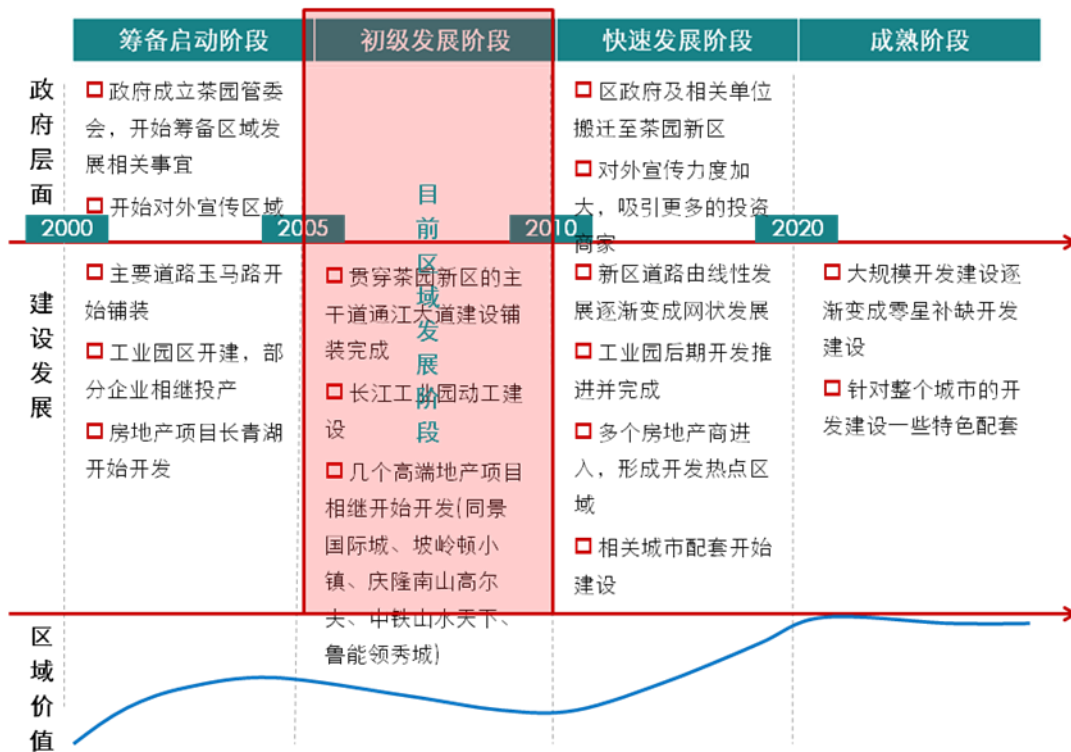 筹备启动阶段
初级发展阶段
快速发展阶段
成熟阶段
政府层面
政府成立茶园管委
会，开始筹备区域发
展相关事宜
开始对外宣传区域
区政府及相关单位
搬迁至茶园新区
对外宣传力度加
大，吸引更多的投资
商家
目前区域发展阶段
2000
2005
2010
2020
建设发展
主要道路玉马路开
始铺装
工业园区开建，部
分企业相继投产
房地产项目长青湖
开始开发
贯穿茶园新区的主
干道通江大道建设铺
装完成
长江工业园动工建
设
几个高端地产项目
相继开始开发(同景
国际城、坡岭顿小
镇、庆隆南山高尔
夫、中铁山水天下、
鲁能领秀城)
新区道路由线性发
展逐渐变成网状发展
工业园后期开发推
进并完成
多个房地产商进
入，形成开发热点区
域
相关城市配套开始
建设
大规模开发建设逐
渐变成零星补缺开发
建设
针对整个城市的开
发建设一些特色配套
区域价值